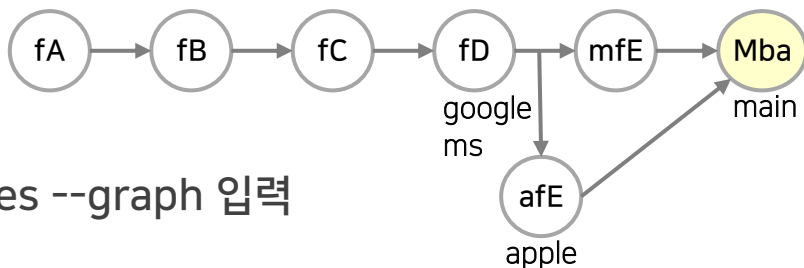 fA fB fC fD mfE Mba
google main
ms
es --graph 입력
afE
apple